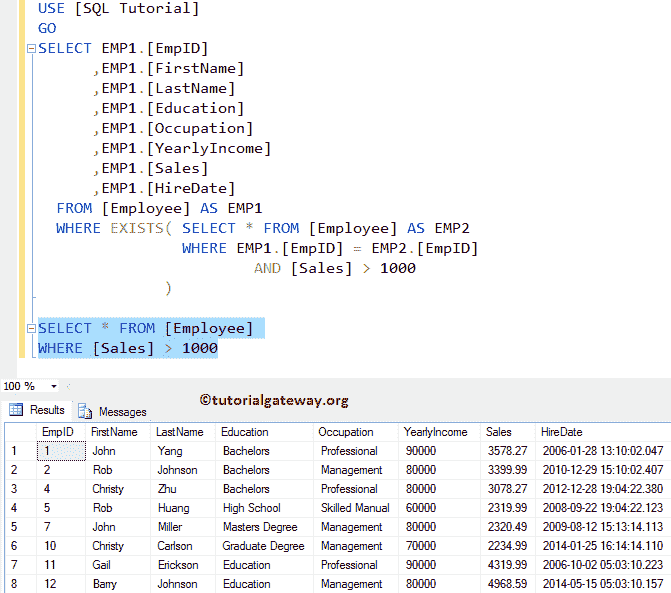 USE [SQL Tutorial]
GO
SELECT EMP1.[EmpID]
,EMP1.[FirstName]
,EMP1.[LastName]
,EMP1.[Education]
,EMP1.[Occupation]
,EMP1.[YearlyIncome]
,EMP1.[Sales]
,EMP1.[HireDate]
FROM [Employee] AS EMP1
WHERE EXISTS( SELECT * FROM [Employee] AS EMP2
WHERE EMP1.[EmpID] = EMP2.[EmpID]
AND [Sales] > 1000
)
SELECT * FROM [Employee]
WHERE [Sales] > 1000
100 %
©tutorialgateway.org
Results Messages
EmpID FirstName LastName Education Occupation YearlyIncome Sales HireDate
1 1 John Yang Bachelors Professional 90000 3578.27 2006-01-28 13:10:02.047
2 2 Rob Johnson Bachelors Management 80000 3399.99 2010-12-29 15:10:02.407
3 4 Christy Zhu Bachelors Professional 80000 3078.27 2012-12-28 19:04:22.380
4 5 Rob Huang High School Skilled Manual 60000 2319.99 2008-09-22 19:04:22.123
5 7 John Miller Masters Degree Management 80000 2320.49 2009-08-12 15:13:14.113
6 10 Christy Carlson Graduate Degree Management 70000 2234.99 2014-01-25 16:14:14.110
7 11 Gail Erickson Education Professional 90000 4319.99 2006-10-02 05:03:10.223
8 12 Barry Johnson Education Management 80000 4968.59 2014-05-15 05:03:10.157